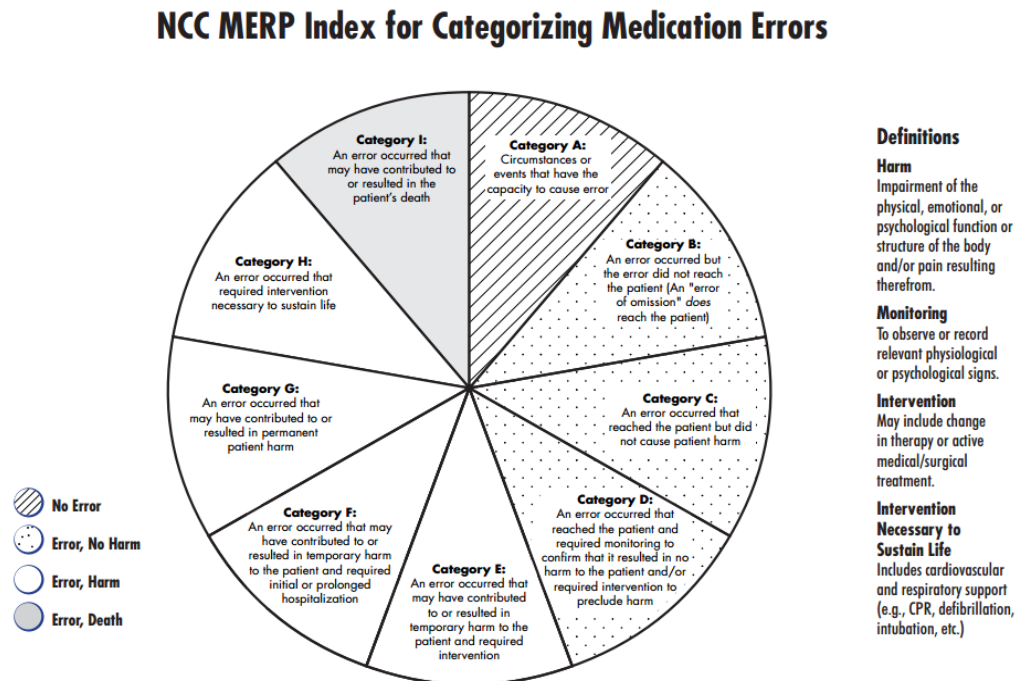 NCC MERP Index for Categorizing Medication Errors
Category I:
An error occurred that
may have contributed to
or resulted in the
patient's death
Category A:
Circumstances or
events that have the
capacity to cause error
Category B:
An error occurred but
the error did not reach
the patient (An "error
of omission" does
reach the patient)
Category C:
An error occurred that
reached the patient but did
not cause patient harm
Category D:
An error occurred that
reached the patient and
required monitoring to
confirm that it resulted in no
harm to the patient and/or
required intervention to
preclude harm
Category E:
An error occurred that
may have contributed
to or resulted in
temporary harm to the
patient and required
intervention
Category F:
An error occurred that may
have contributed to or
resulted in temporary harm
to the patient and required
initial or prolonged
hospitalization
Category G:
An error occurred that
may have contributed to or
resulted in permanent
patient harm
Category H:
An error occurred that
required intervention
necessary to sustain life
No Error
Error, No Harm
Error, Harm
Error, Death
Definitions
Harm
Impairment of the
physical, emotional, or
psychological function or
structure of the body
and/or pain resulting
therefrom.
Monitoring
To observe or record
relevant physiological
or psychological signs.
Intervention
May include change
in therapy or active
medical/surgical
treatment.
Intervention
Necessary to
Sustain Life
Includes cardiovascular
and respiratory support
(e.g., CPR, defibrillation,
intubation, etc.)